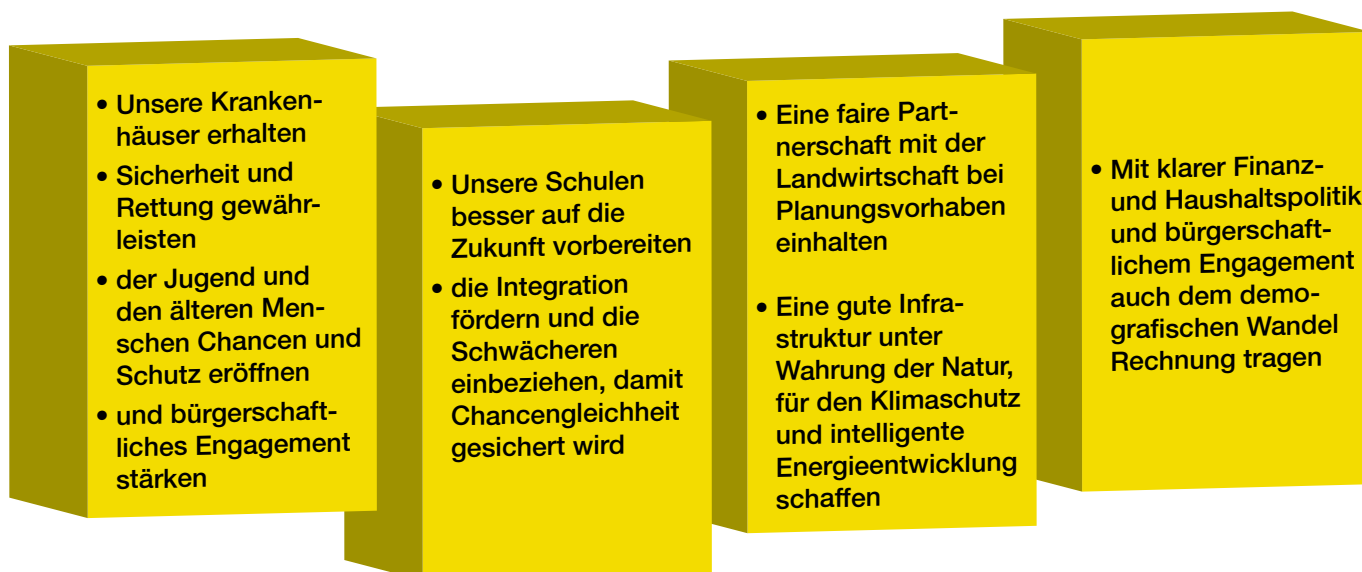 • Unsere Kranken-
häuser erhalten
• Sicherheit und
Rettung gewähr-
leisten
• der Jugend und
den älteren Men-
schen Chancen und
Schutz eröffnen
• und bürgerschaft-
liches Engagement
stärken
• Unsere Schulen
besser auf die
Zukunft vorbereiten
• die Integration
fördern und die
Schwächeren
einbeziehen, damit
Chancengleichheit
gesichert wird
• Eine faire Part-
nerschaft mit der
Landwirtschaft bei
Planungsvorhaben
einhalten
• Eine gute Infra-
struktur unter
Wahrung der Natur,
für den Klimaschutz
und intelligente
Energieentwicklung
schaffen
• Mit klarer Finanz-
und Haushaltspolitik
und bürgerschaft-
lichem Engagement
auch dem demo-
grafischen Wandel
Rechnung tragen